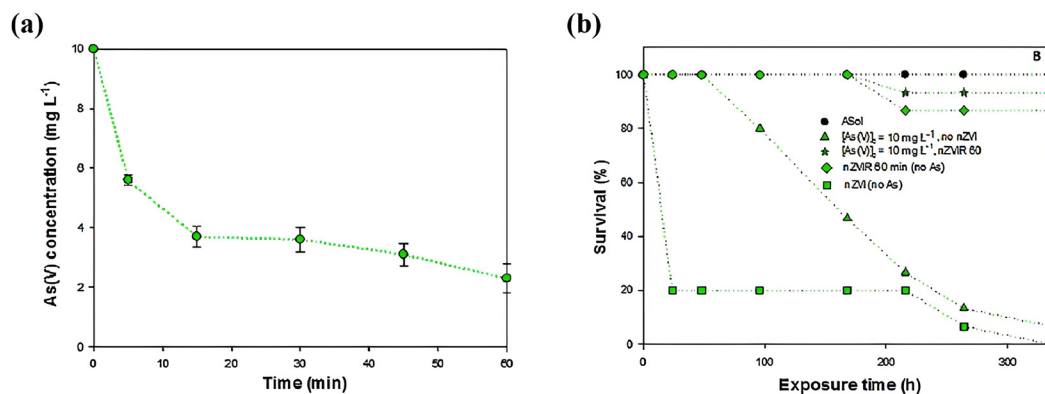 (a)
10
8
6
4
2
0
As(V) concentration (mg L-1)
0 10 20 30 40 50 60
Time (min)
(b)
B
100
80
60
40
20
0
Survival (%)
ASol
[As(V)]0 = 10 mg L-1, no nZVI
[As(V)]0 = 10 mg L-1, nZVIR 60
nZVIR 60 min (no As)
nZVI (no As)
0 100 200 300
Exposure time (h)